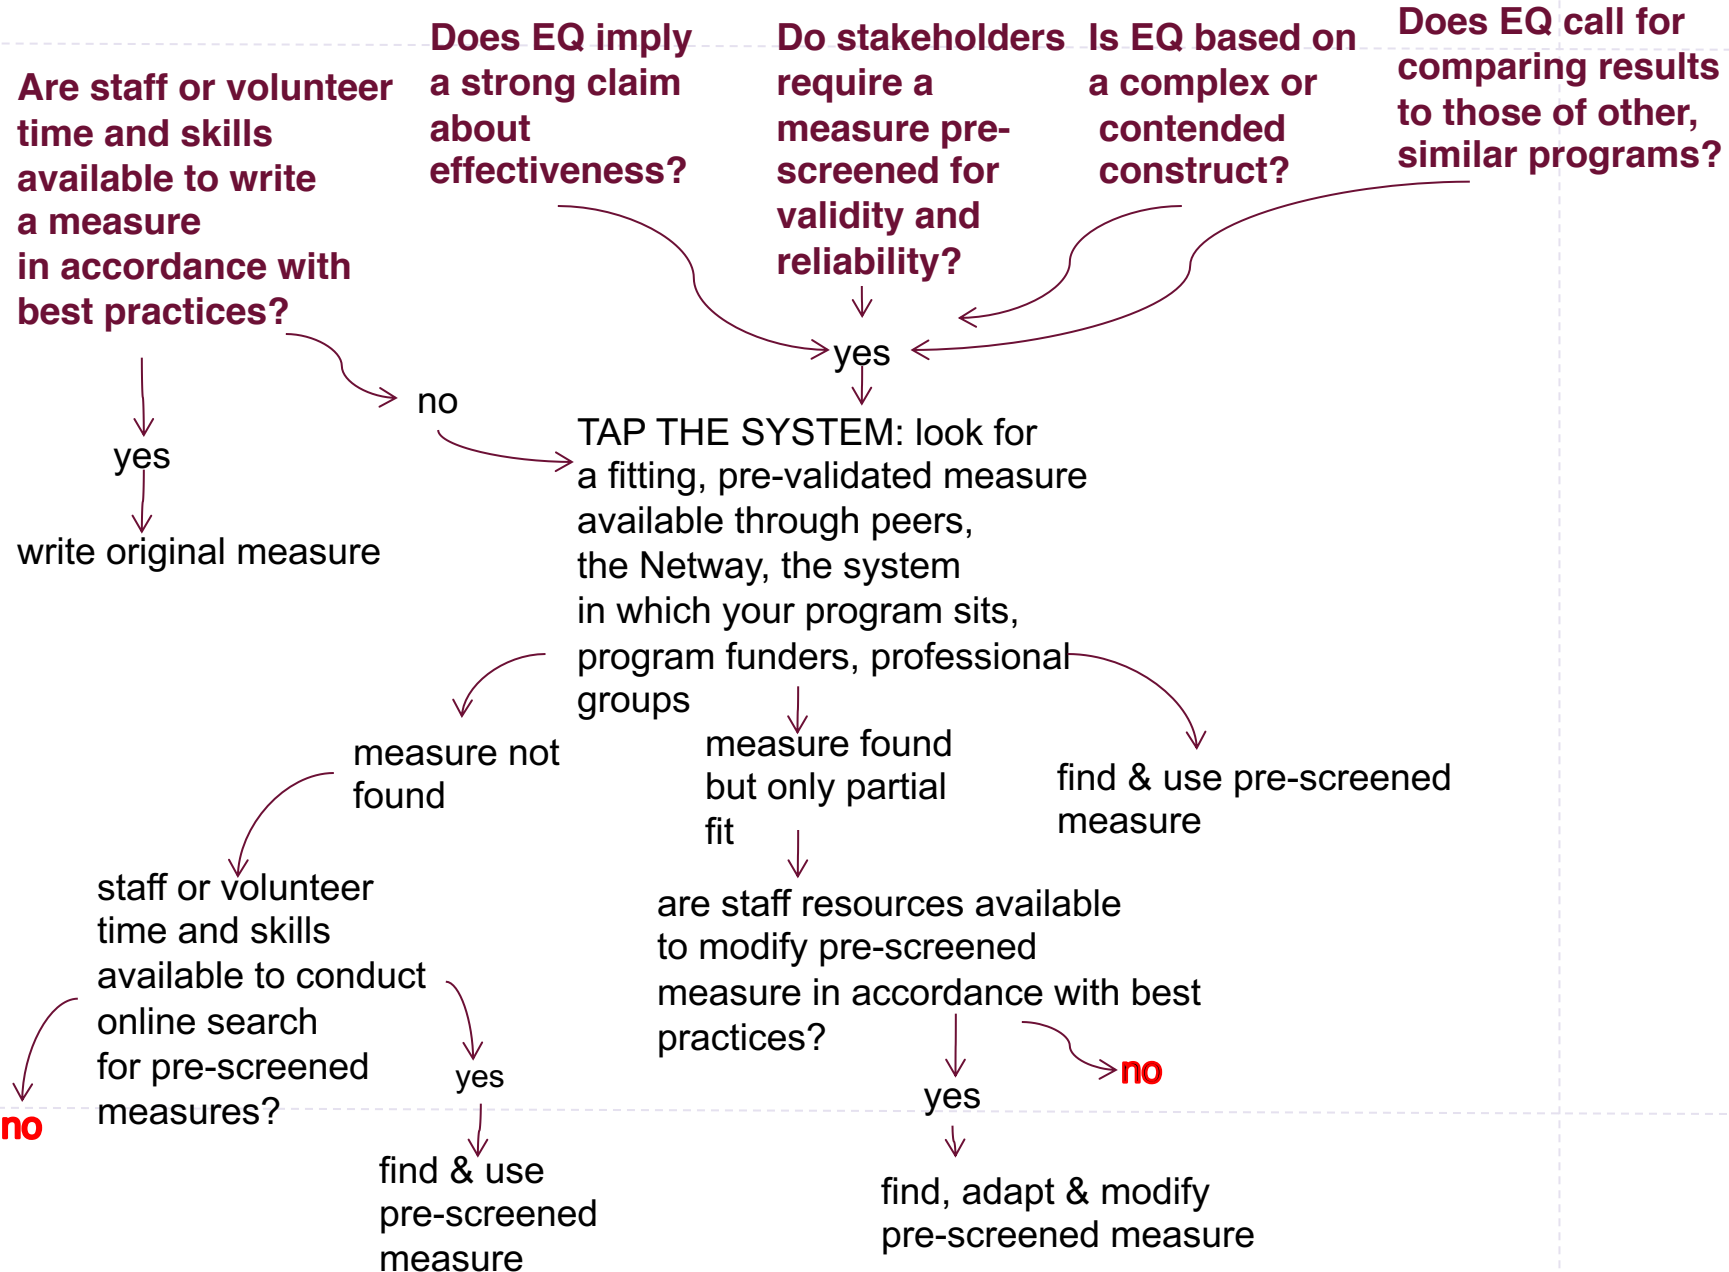 Are staff or volunteer
time and skills
available to write
a measure
in accordance with
best practices?
Does EQ imply
a strong claim
about
effectiveness?
Do stakeholders
require a
measure pre-
screened for
validity and
reliability?
Is EQ based on
a complex or
contended
construct?
Does EQ call for
comparing results
to those of other,
similar programs?
yes
no
yes
write original measure
TAP THE SYSTEM: look for
a fitting, pre-validated measure
available through peers,
the Netway, the system
in which your program sits,
program funders, professional
groups
measure not
found
measure found
but only partial
fit
find & use pre-screened
measure
staff or volunteer
time and skills
available to conduct
online search
for pre-screened
measures?
are staff resources available
to modify pre-screened
measure in accordance with best
practices?
no
yes
yes
no
find & use
pre-screened
measure
find, adapt & modify
pre-screened measure